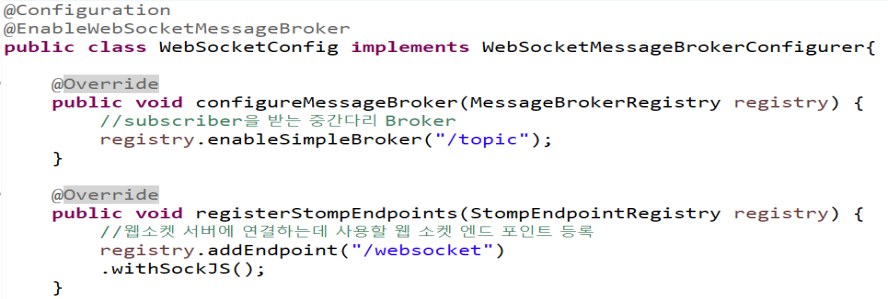 @Configuration
@EnableWebSocketMessageBroker
public class WebSocketConfig implements WebSocketMessageBrokerConfigurer{
@Override
public void configureMessageBroker(MessageBrokerRegistry registry) {
//subscriber을 받는 중간다리 Broker
registry.enableSimpleBroker("/topic");
}
@Override
public void registerStompEndpoints(StompEndpointRegistry registry) {
//웹소켓 서버에 연결하는데 사용할 웹 소켓 엔드 포인트 등록
registry.addEndpoint("/websocket")
.withSockJS();
}